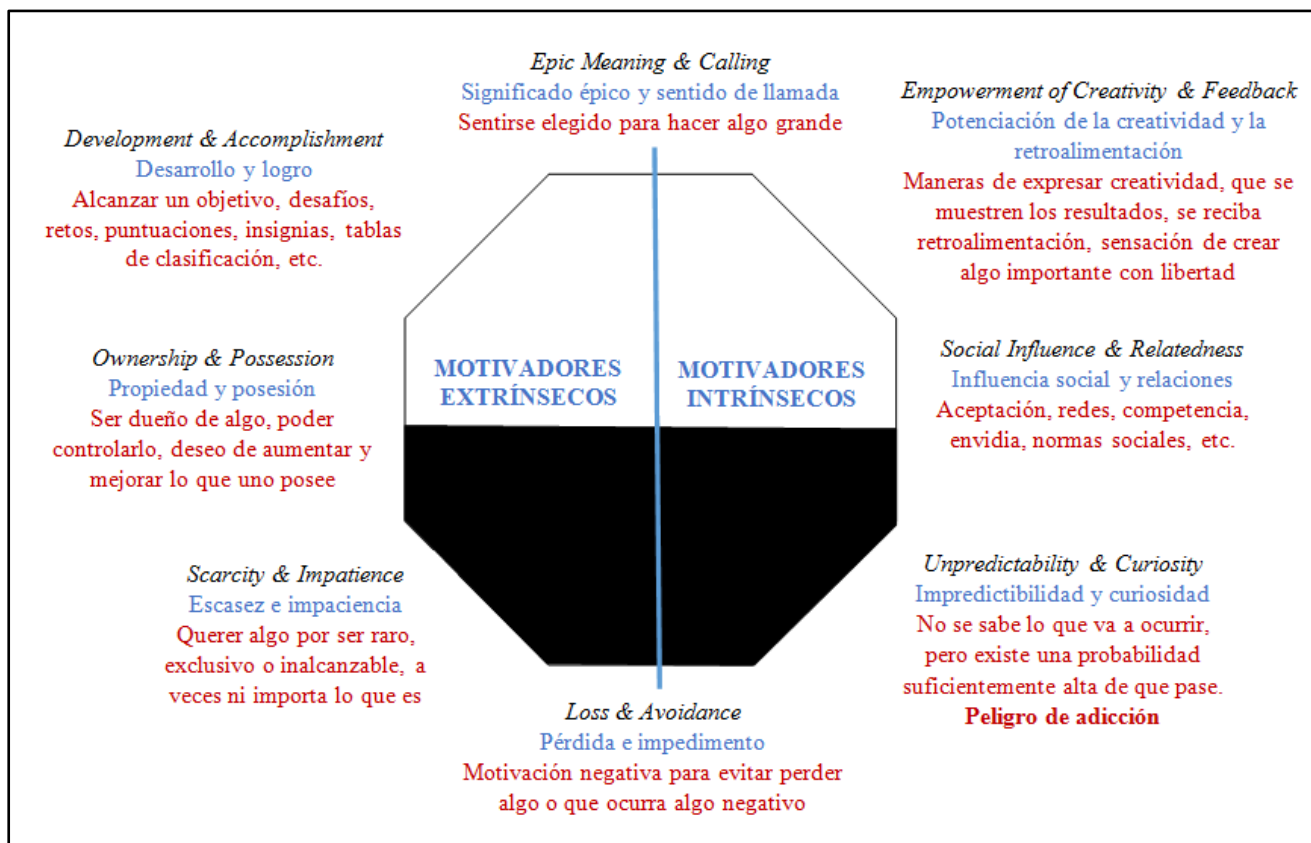 Epic Meaning & Calling
Significado épico y sentido de llamada
Sentirse elegido para hacer algo grande
Empowerment of Creativity & Feedback
Potenciación de la creatividad y la
retroalimentación
Maneras de expresar creatividad, que se
muestren los resultados, se reciba
retroalimentación, sensación de crear
algo importante con libertad
Development & Accomplishment
Desarrollo y logro
Alcanzar un objetivo, desafíos,
retos, puntuaciones, insignias, tablas
de clasificación, etc.
Ownership & Possession
Propiedad y posesión
Ser dueño de algo, poder
controlarlo, deseo de aumentar y
mejorar lo que uno posee
MOTIVADORES
EXTRÍNSECOS
MOTIVADORES
INTRÍNSECOS
Social Influence & Relatedness
Influencia social y relaciones
Aceptación, redes, competencia,
envidia, normas sociales, etc.
Scarcity & Impatience
Escasez e impaciencia
Querer algo por ser raro,
exclusivo o inalcanzable, a
veces ni importa lo que es
Unpredictability & Curiosity
Impredictibilidad y curiosidad
No se sabe lo que va a ocurrir,
pero existe una probabilidad
suficientemente alta de que pase.
Peligro de adicción
Loss & Avoidance
Pérdida e impedimento
Motivación negativa para evitar perder
algo o que ocurra algo negativo